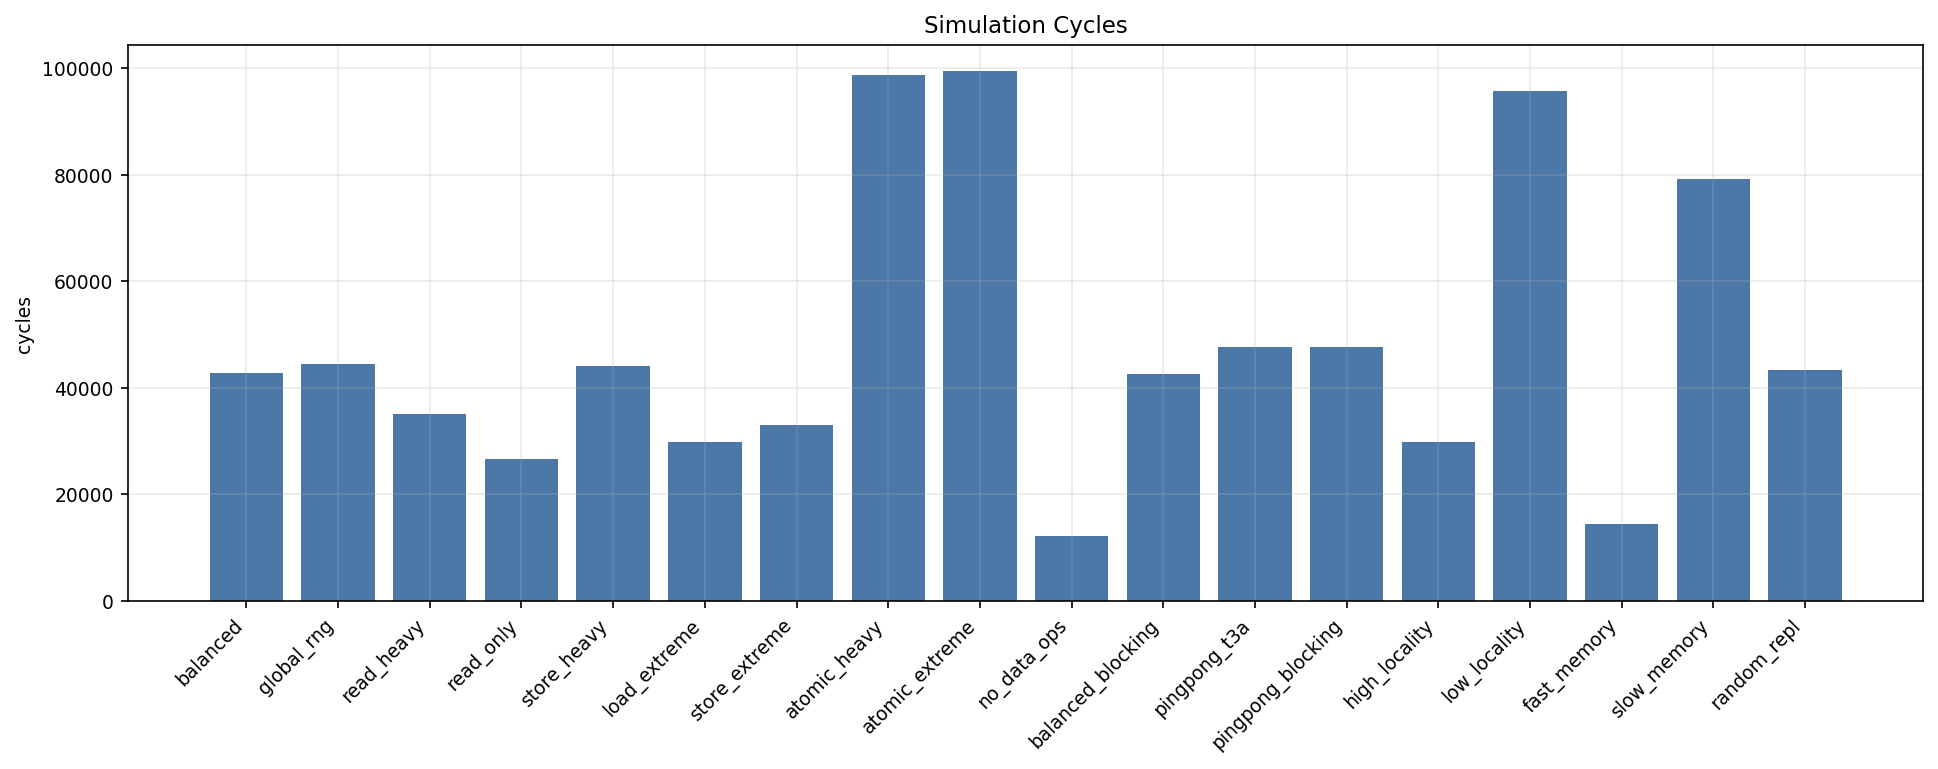 Simulation Cycles
cycles
100000
80000
60000
40000
20000
0
balanced
global_rng
read_heavy
read_only
store_heavy
load_extreme
store_extreme
atomic_heavy
atomic_extreme
no_data_ops
balanced_blocking
pingpong_t3a
pingpong_blocking
high_locality
low_locality
fast_memory
slow_memory
random_repl